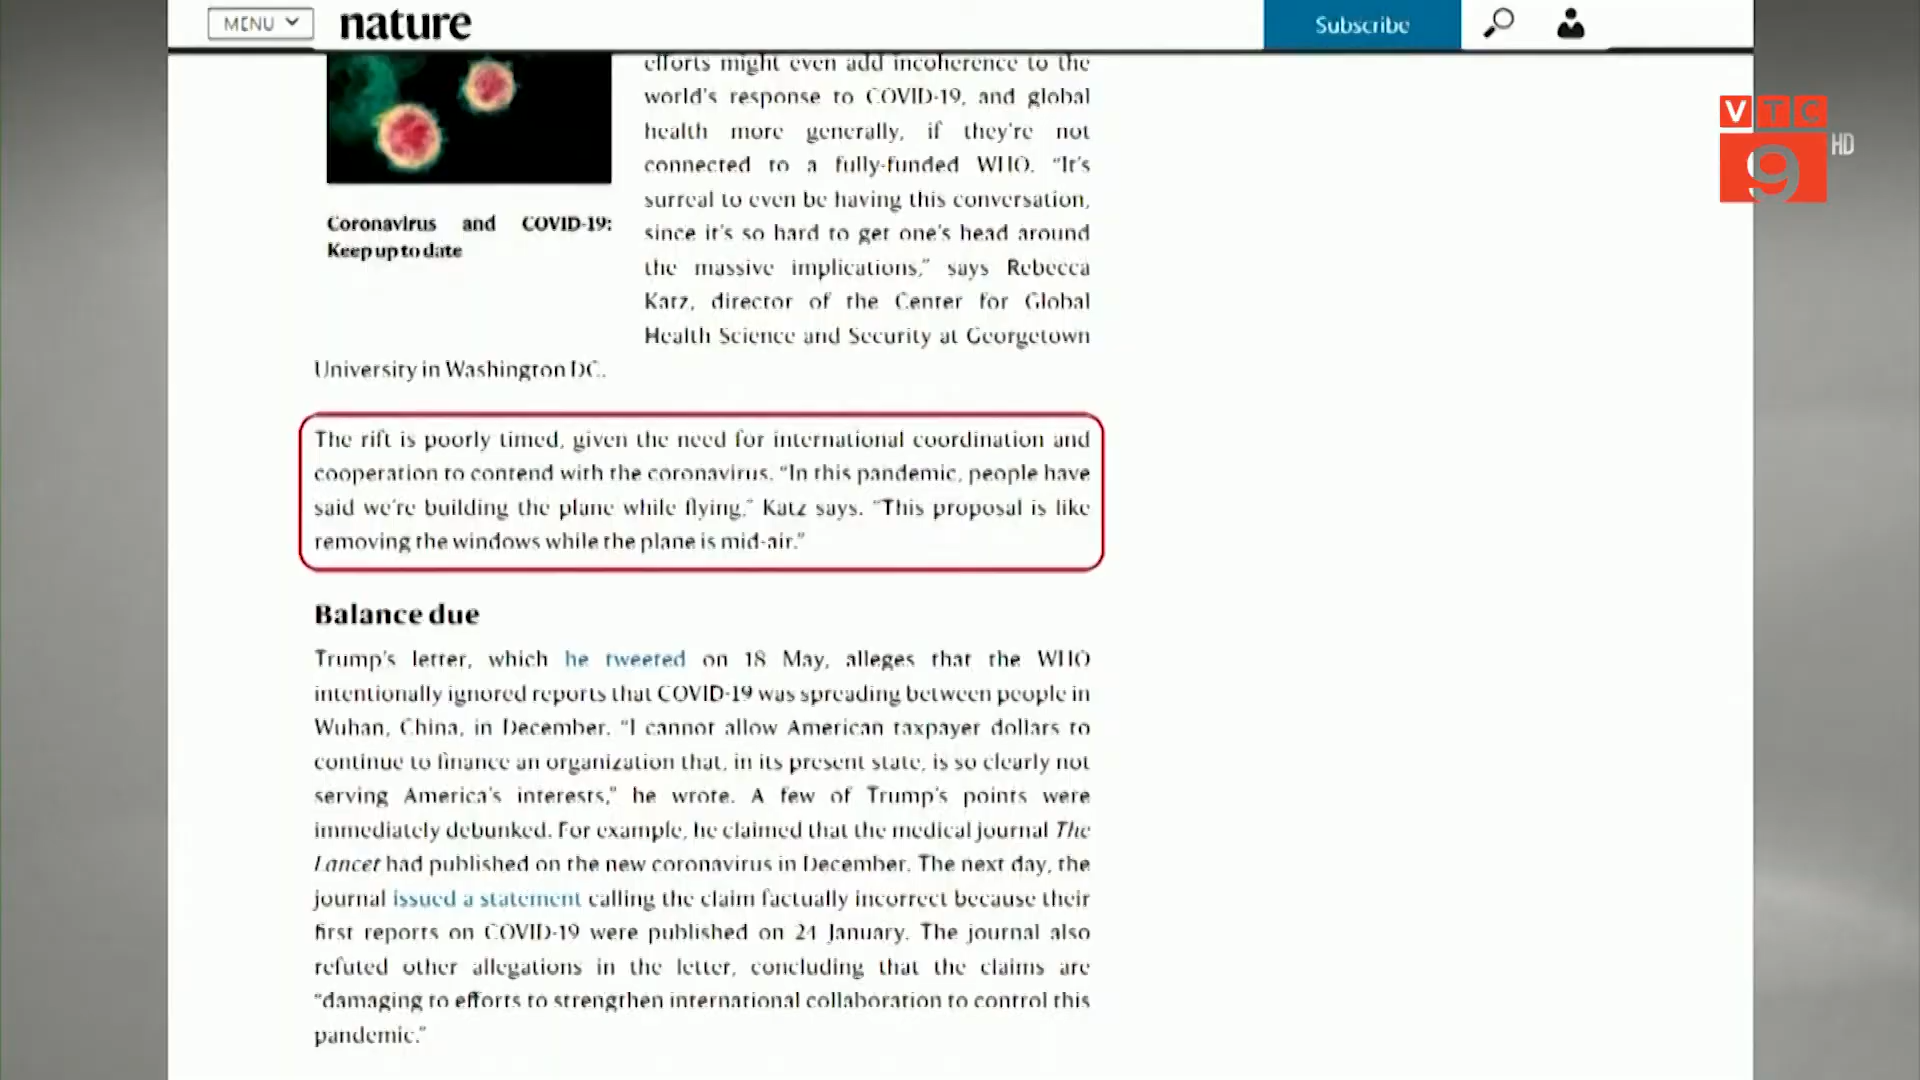 MENU
nature
Subscribe
VTC
9
HD
efforts might even add incoherence to the
world's response to COVID-19, and global
health more generally, if they're not
connected to a fully-funded WHO. “It's
surreal to even be having this conversation,
since it's so hard to get one's head around
the massive implications,” says Rebecca
Katz, director of the Center for Global
Health Science and Security at Georgetown
University in Washington DC.
Coronavirus and COVID-19:
Keep up to date
The rift is poorly timed, given the need for international coordination and
cooperation to contend with the coronavirus. “In this pandemic, people have
said we're building the plane while flying,” Katz says. “This proposal is like
removing the windows while the plane is mid-air.”
Balance due
Trump's letter, which he tweeted on 18 May, alleges that the WHO
intentionally ignored reports that COVID-19 was spreading between people in
Wuhan, China, in December. “I cannot allow American taxpayer dollars to
continue to finance an organization that, in its present state, is so clearly not
serving America's interests,” he wrote. A few of Trump's points were
immediately debunked. For example, he claimed that the medical journal The
Lancet had published on the new coronavirus in December. The next day, the
journal issued a statement calling the claim factually incorrect because their
first reports on COVID-19 were published on 24 January. The journal also
refuted other allegations in the letter, concluding that the claims are
“damaging to efforts to strengthen international collaboration to control this
pandemic.”